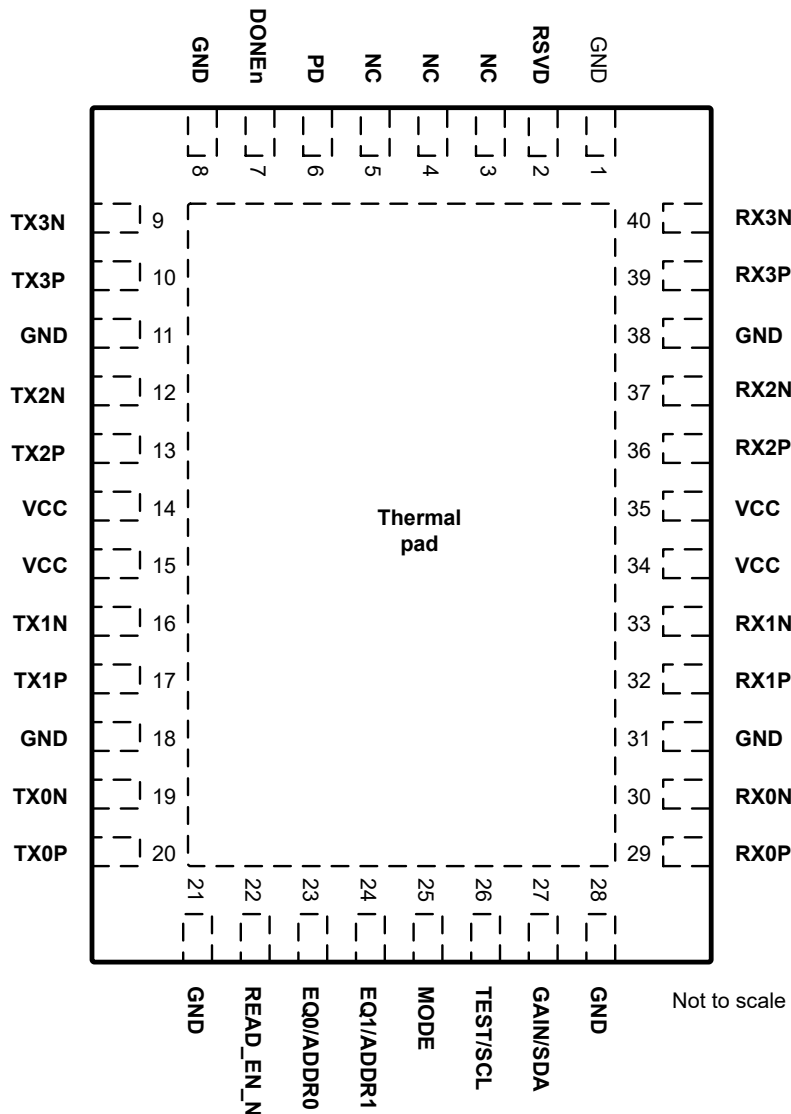 GND DONEn PD NC NC NC RSVD GND
8 7 6 5 4 3 2 1
TX3N 9 40 RX3N
TX3P 10 39 RX3P
GND 11 38 GND
TX2N 12 37 RX2N
TX2P 13 36 RX2P
VCC 14 35 VCC
Thermal
pad
VCC 15 34 VCC
TX1N 16 33 RX1N
TX1P 17 32 RX1P
GND 18 31 GND
TX0N 19 30 RX0N
TX0P 20 29 RX0P
21 22 23 24 25 26 27 28
GND READ_EN_N EQ0/ADDR0 EQ1/ADDR1 MODE TEST/SCL GAIN/SDA GND
Not to scale